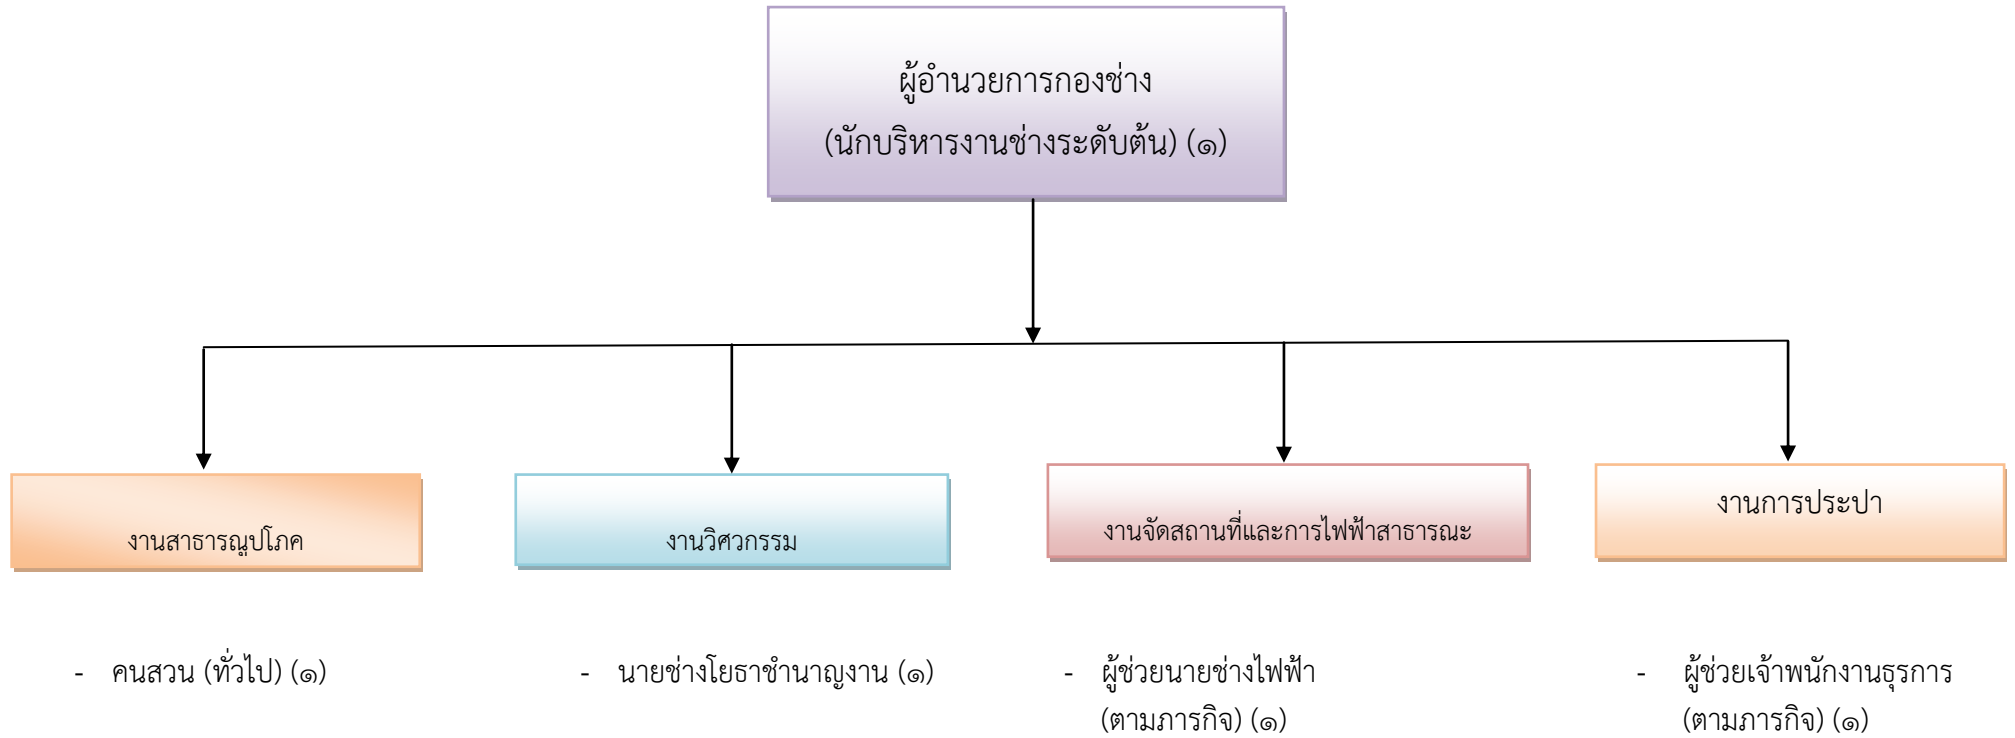 ผู้อำนวยการกองช่าง
(นักบริหารงานช่างระดับต้น) (๑)
งานสาธารณูปโภค
งานวิศวกรรม
งานจัดสถานที่และการไฟฟ้าสาธารณะ
งานการประปา
- คนสวน (ทั่วไป) (๑)
- นายช่างโยธาชำนาญงาน (๑)
- ผู้ช่วยนายช่างไฟฟ้า
(ตามภารกิจ) (๑)
- ผู้ช่วยเจ้าพนักงานธุรการ
(ตามภารกิจ) (๑)